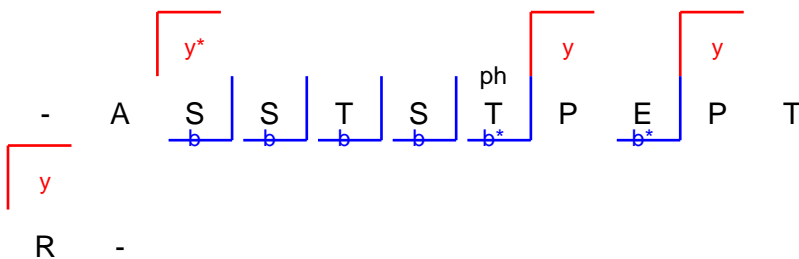 y* y y
ph
- A S S T S T P E P T
b b b b b* b*
y
R -